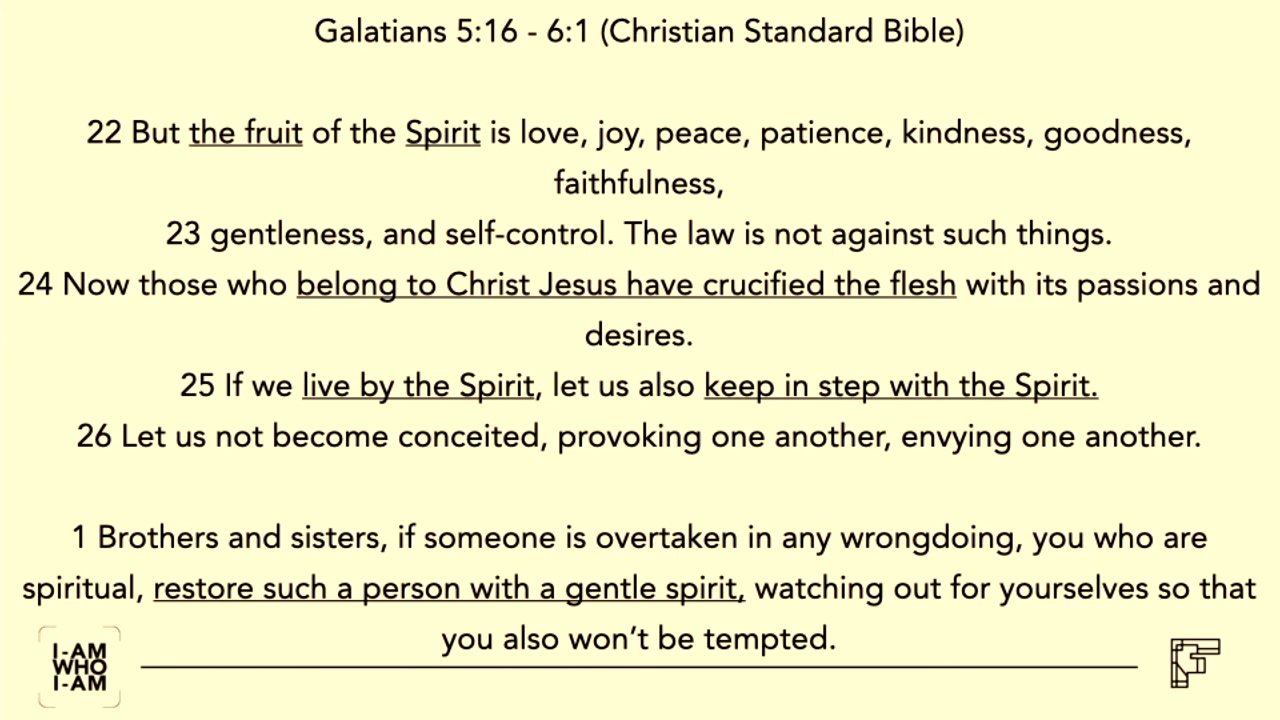 Galatians 5:16 - 6:1 (Christian Standard Bible)
22 But the fruit of the Spirit is love, joy, peace, patience, kindness, goodness,
faithfulness,
23 gentleness, and self-control. The law is not against such things.
24 Now those who belong to Christ Jesus have crucified the flesh with its passions and
desires.
25 If we live by the Spirit, let us also keep in step with the Spirit.
26 Let us not become conceited, provoking one another, envying one another.
1 Brothers and sisters, if someone is overtaken in any wrongdoing, you who are
spiritual, restore such a person with a gentle spirit, watching out for yourselves so that
you also won’t be tempted.
I-AM
WHO
I-AM